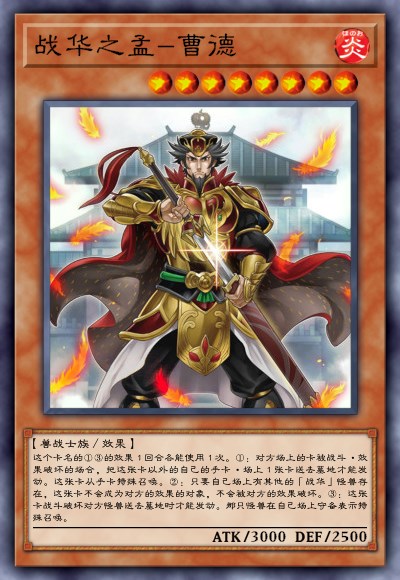 战华之孟-曹德
ほのお
炎
【兽战士族/效果】
这个卡名的①③的效果1回合各能使用1次。①：对方场上的卡被战斗·效
果破坏的场合，把这张卡以外的自己的手卡·场上1张卡送去墓地才能发
动。这张卡从手卡特殊召唤。②：只要自己场上有其他的「战华」怪兽存
在，这张卡不会成为对方的效果的对象，不会被对方的效果破坏。③：这张
卡战斗破坏对方怪兽送去墓地时才能发动。那只怪兽在自己场上守备表示特
殊召唤。
ATK/3000 DEF/2500